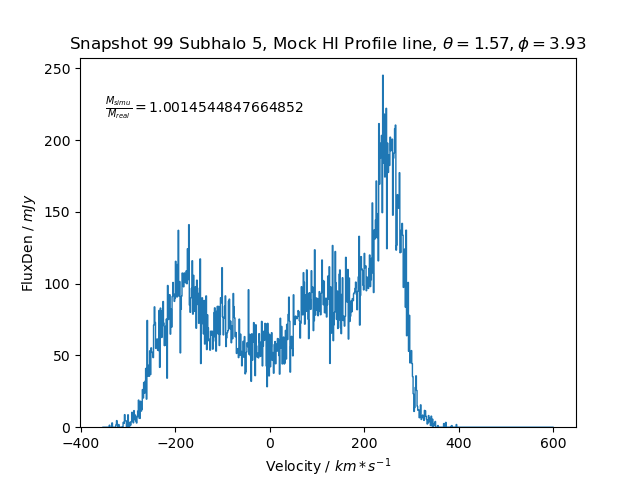 Snapshot 99 Subhalo 5, Mock HI Profile line, θ = 1.57, ϕ = 3.93
M_simu/M_real = 1.0014544847664852
FluxDen / mJy
250
200
150
100
50
0
−400 −200 0 200 400 600
Velocity / km * s⁻¹